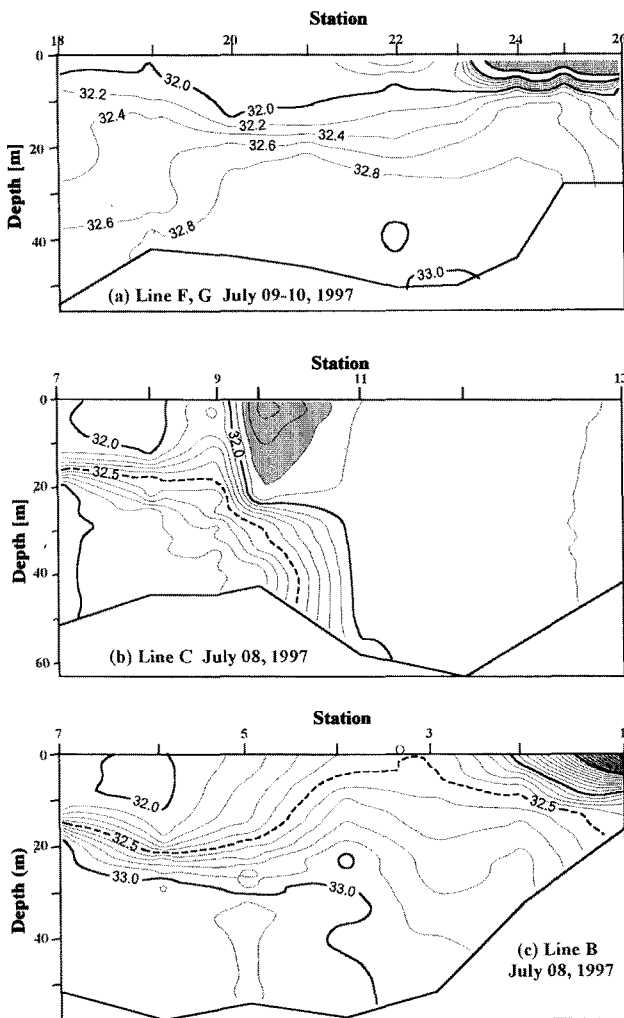 Station
18 19 20 22 23 24 25 26
0
20
40
Depth [m]
32.0
32.2
32.4
32.0
32.2
32.4
32.6
32.8
32.6
32.8
33.0
(a) Line F, G July 09-10, 1997
Station
7 9 11 13
0
20
40
60
Depth [m]
32.0
32.0
32.5
(b) Line C July 08, 1997
Station
7 5 3 1
0
20
40
Depth (m)
32.0
32.5
32.5
33.0
33.0
(c) Line B
July 08, 1997